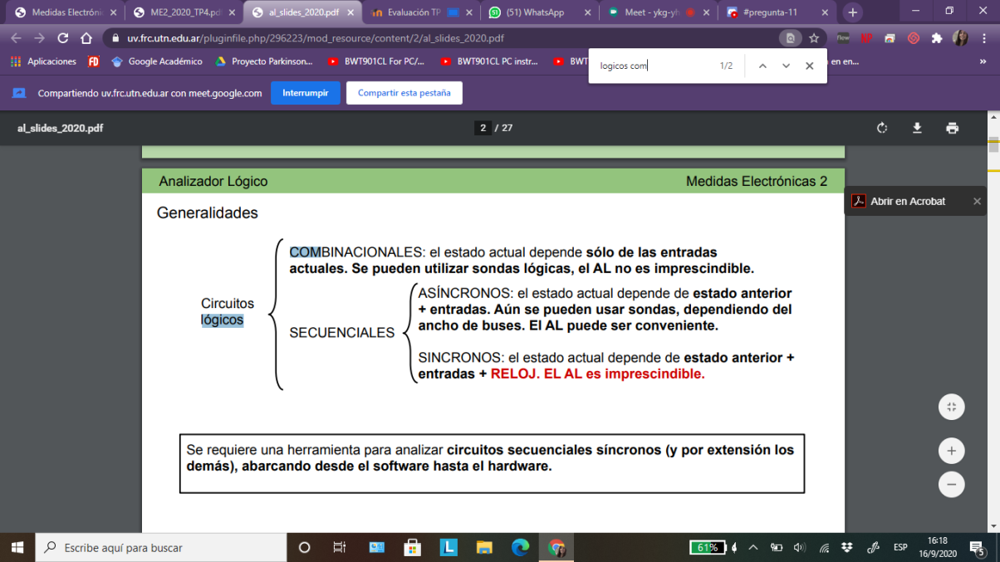 Medidas Electróni
ME2_2020_TP4.pd
al_slides_2020.pdf
Evaluación TP
(51) WhatsApp
Meet - ykg-yh
#pregunta-11
uv.frc.utn.edu.ar/pluginfile.php/296223/mod_resource/content/2/al_slides_2020.pdf
Aplicaciones
Google Académico
Proyecto Parkinson...
BWT901CL For PC/...
BWT901CL PC instr...
BWT
en en...
logicos com
1/2
Compartiendo uv.frc.utn.edu.ar con meet.google.com
Interrumpir
Compartir esta pestaña
al_slides_2020.pdf
2 / 27
Abrir en Acrobat
Analizador Lógico
Medidas Electrónicas 2
Generalidades
Circuitos
lógicos
COMBINACIONALES: el estado actual depende sólo de las entradas
actuales. Se pueden utilizar sondas lógicas, el AL no es imprescindible.
SECUENCIALES
ASÍNCRONOS: el estado actual depende de estado anterior
+ entradas. Aún se pueden usar sondas, dependiendo del
ancho de buses. El AL puede ser conveniente.
SINCRONOS: el estado actual depende de estado anterior +
entradas + RELOJ. EL AL es imprescindible.
Se requiere una herramienta para analizar circuitos secuenciales síncronos (y por extensión los
demás), abarcando desde el software hasta el hardware.
Escribe aquí para buscar
61%
ESP
16:18
16/9/2020
5